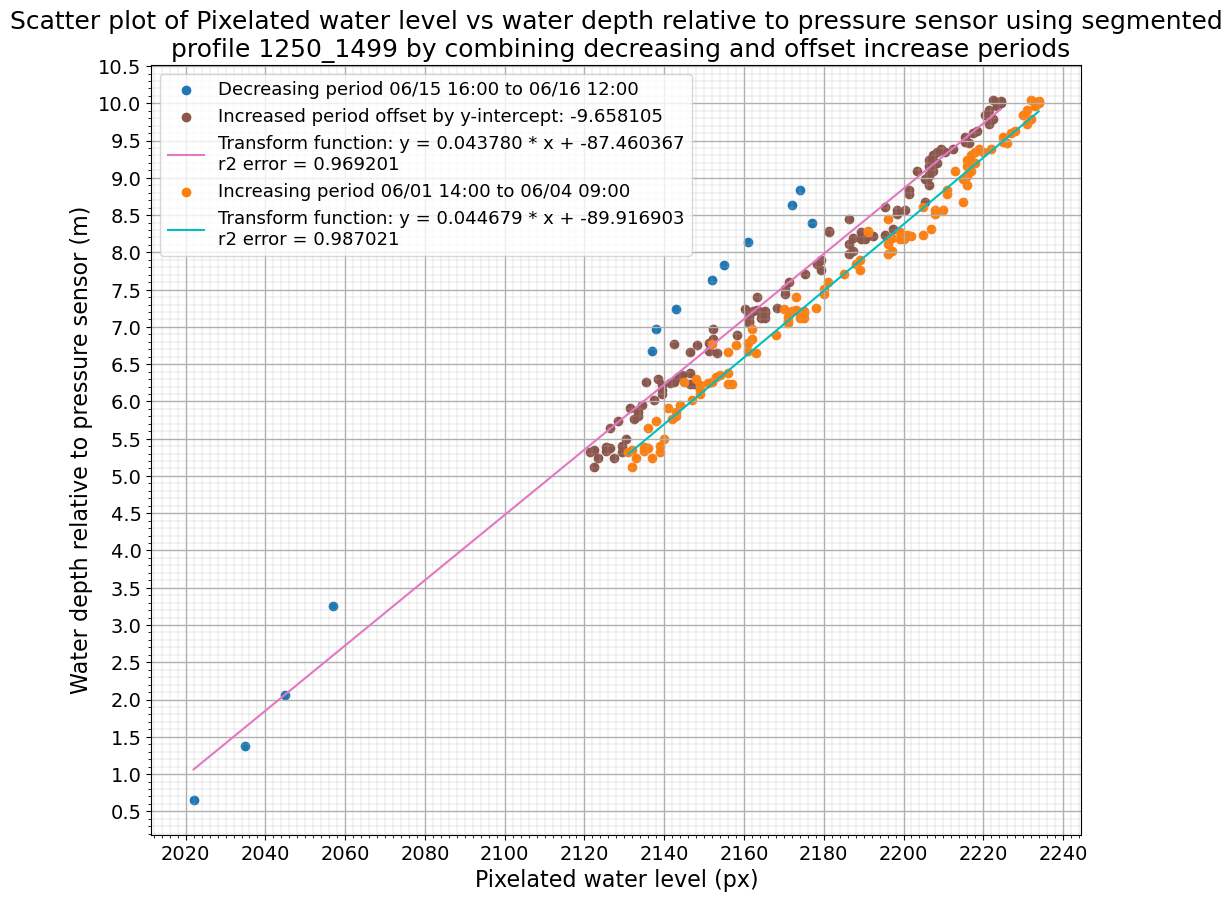 Scatter plot of Pixelated water level vs water depth relative to pressure sensor using segmented
profile 1250_1499 by combining decreasing and offset increase periods
Decreasing period 06/15 16:00 to 06/16 12:00
Increased period offset by y-intercept: -9.658105
Transform function: y = 0.043780 * x + -87.460367
r2 error = 0.969201
Increasing period 06/01 14:00 to 06/04 09:00
Transform function: y = 0.044679 * x + -89.916903
r2 error = 0.987021
Water depth relative to pressure sensor (m)
10.5
10.0
9.5
9.0
8.5
8.0
7.5
7.0
6.5
6.0
5.5
5.0
4.5
4.0
3.5
3.0
2.5
2.0
1.5
1.0
0.5
2020 2040 2060 2080 2100 2120 2140 2160 2180 2200 2220 2240
Pixelated water level (px)